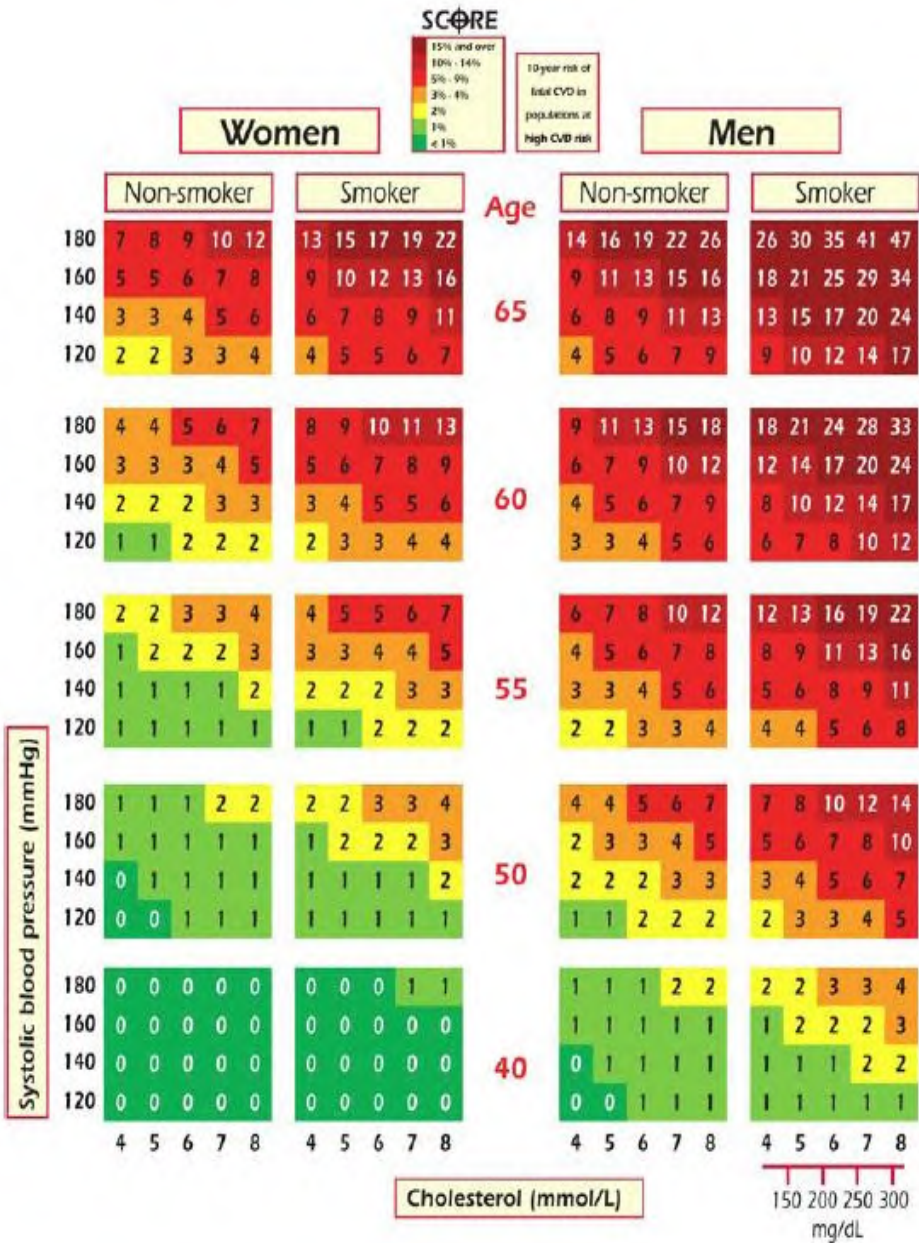 SCORE
15% and over
10% - 14%
5% - 9%
3% - 4%
2%
1%
< 1%
10-year risk of
fatal CVD in
populations at
high CVD risk
Women
Men
Non-smoker
Smoker
Age
Non-smoker
Smoker
180 7 8 9 10 12 13 15 17 19 22 14 16 19 22 26 26 30 35 41 47
160 5 5 6 7 8 9 10 12 13 16 9 11 13 15 16 18 21 25 29 34
65
140 3 3 4 5 6 6 7 8 9 11 6 8 9 11 13 13 15 17 20 24
120 2 2 3 3 4 4 5 5 6 7 4 5 6 7 9 9 10 12 14 17
180 4 4 5 6 7 8 9 10 11 13 9 11 13 15 18 18 21 24 28 33
160 3 3 3 4 5 5 6 7 8 9 6 7 9 10 12 12 14 17 20 24
60
140 2 2 2 3 3 3 4 5 5 6 4 5 6 7 9 8 10 12 14 17
120 1 1 2 2 2 2 3 3 4 4 3 3 4 5 6 6 7 8 10 12
180 2 2 3 3 4 4 5 5 6 7 6 7 8 10 12 12 13 16 19 22
160 1 2 2 2 3 3 3 4 4 5 4 5 6 7 8 8 9 11 13 16
55
140 1 1 1 1 2 2 2 2 3 3 3 3 4 5 6 5 6 8 9 11
120 1 1 1 1 1 1 1 2 2 2 2 2 3 3 4 4 4 5 6 8
180 1 1 1 2 2 2 2 3 3 4 4 4 5 6 7 7 8 10 12 14
160 1 1 1 1 1 1 2 2 2 3 2 3 3 4 5 5 6 7 8 10
50
140 0 1 1 1 1 1 1 1 1 2 2 2 2 3 3 3 4 5 6 7
120 0 0 1 1 1 1 1 1 1 1 1 1 2 2 2 2 3 3 4 5
180 0 0 0 0 0 0 0 0 1 1 1 1 1 2 2 2 2 3 3 4
160 0 0 0 0 0 0 0 0 0 0 1 1 1 1 1 1 2 2 2 3
140 0 0 0 0 0 0 0 0 0 0 0 1 1 1 1 1 1 1 2 2
40
120 0 0 0 0 0 0 0 0 0 0 0 0 1 1 1 1 1 1 1 1
4 5 6 7 8 4 5 6 7 8 4 5 6 7 8 4 5 6 7 8
Systolic blood pressure (mmHg)
Cholesterol (mmol/L)
150 200 250 300
mg/dL